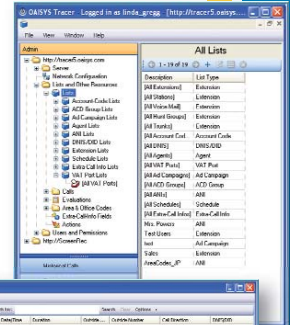 OAISYS Tracer Logged in as linda_gregg - [http://tracer5.oaisys....
File View Window Help
Admin
All Lists
http://tracer5.oaisys.com
Server
Network Configuration
Lists and Other Resources
Lists
Account-Code Lists
ACD Group Lists
Ad Campaign Lists
Agent Lists
ANI Lists
DNIS/DID Lists
Extension Lists
Schedule Lists
Extra-Call Info Lists
VAT Port Lists
[All VAT Ports]
Calls
Evaluations
Area & Office Codes
Extra-Call-Info Fields
Actions
Users and Permissions
http://ScreenRec
1 - 19 of 19
Description List Type
[All Extensions] Extension
[All Stations] Extension
[All Voice Mail] Extension
[All Hunt Groups] Extension
[All Trunks] Extension
[All Account Cod.. Account Code
[All DNIS] DNIS/DID
[All Agents] Agent
[All VAT Ports] VAT Port
[All Ad Campaigns] Ad Campaign
[All ACD Groups] ACD Group
[All ANIs] ANI
[All Schedules] Schedule
[All Extra-Call Infos] Extra-Call-Info
Mrs. Powers ANI
Test Users Extension
test Ad Campaign
Sales Extension
AreaCodes_JP ANI
Search Options
Date/Time Duration Outside... Outside Number Call Direction DNIS/DID